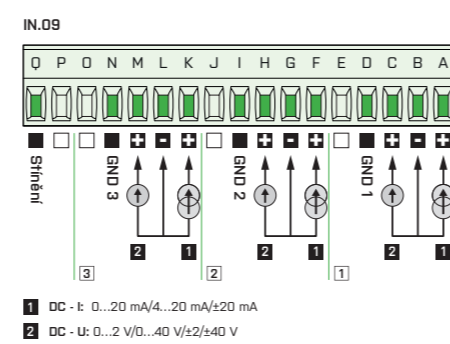 IN.09
Q P O N M L K J I H G F E D C B A
+ - + + - + + - +
Stínění GND 3 GND 2 GND 1
2 1 2 1 2 1
3 2 1
1 DC - I: 0...20 mA/4...20 mA/±20 mA
2 DC - U: 0...2 V/0...40 V/±2/±40 V